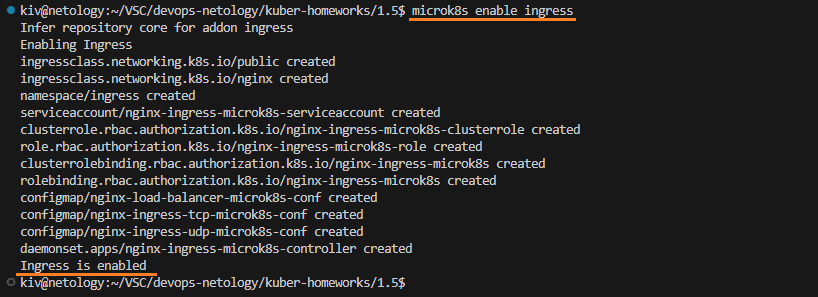 kiv@netology:~/VSC/devops-netology/kuber-homeworks/1.5$ microk8s enable ingress
Infer repository core for addon ingress
Enabling Ingress
ingressclass.networking.k8s.io/public created
ingressclass.networking.k8s.io/nginx created
namespace/ingress created
serviceaccount/nginx-ingress-microk8s-serviceaccount created
clusterrole.rbac.authorization.k8s.io/nginx-ingress-microk8s-clusterrole created
role.rbac.authorization.k8s.io/nginx-ingress-microk8s-role created
clusterrolebinding.rbac.authorization.k8s.io/nginx-ingress-microk8s created
rolebinding.rbac.authorization.k8s.io/nginx-ingress-microk8s created
configmap/nginx-load-balancer-microk8s-conf created
configmap/nginx-ingress-tcp-microk8s-conf created
configmap/nginx-ingress-udp-microk8s-conf created
daemonset.apps/nginx-ingress-microk8s-controller created
Ingress is enabled
kiv@netology:~/VSC/devops-netology/kuber-homeworks/1.5$